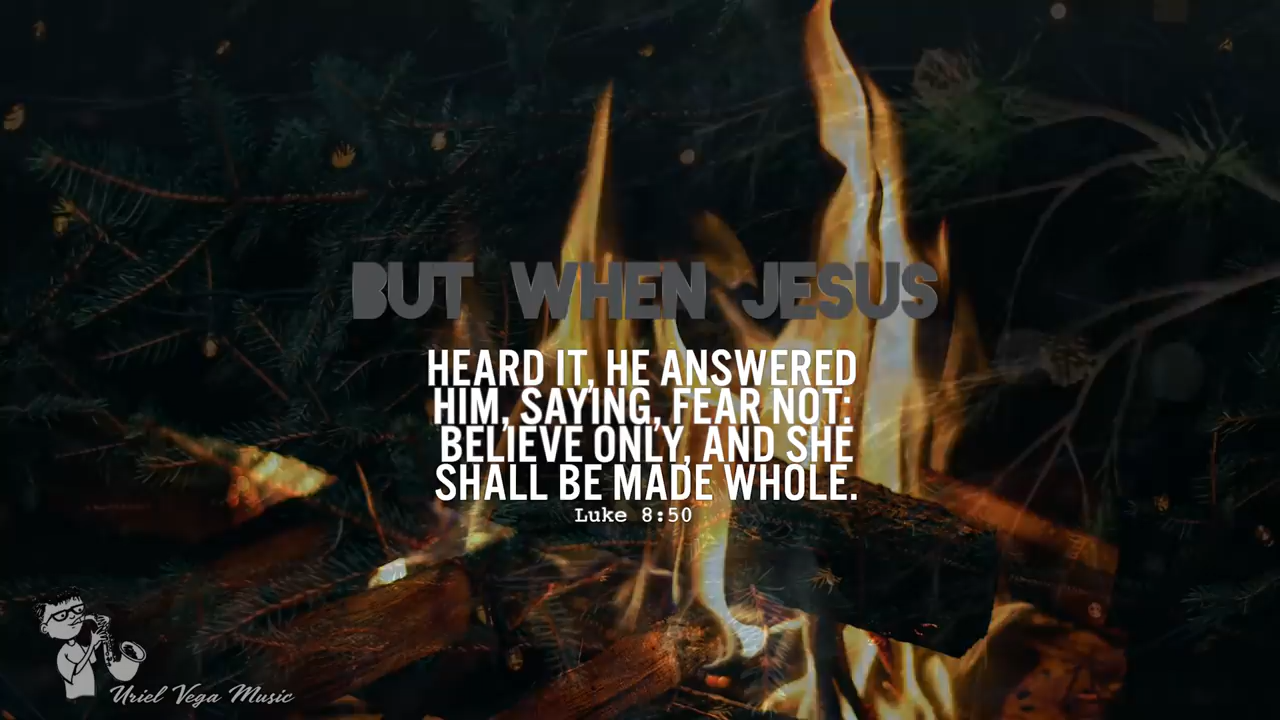 BUT WHEN JESUS
HEARD IT, HE ANSWERED
HIM, SAYING, FEAR NOT:
BELIEVE ONLY, AND SHE
SHALL BE MADE WHOLE.
Luke 8:50
Uriel Vega Music